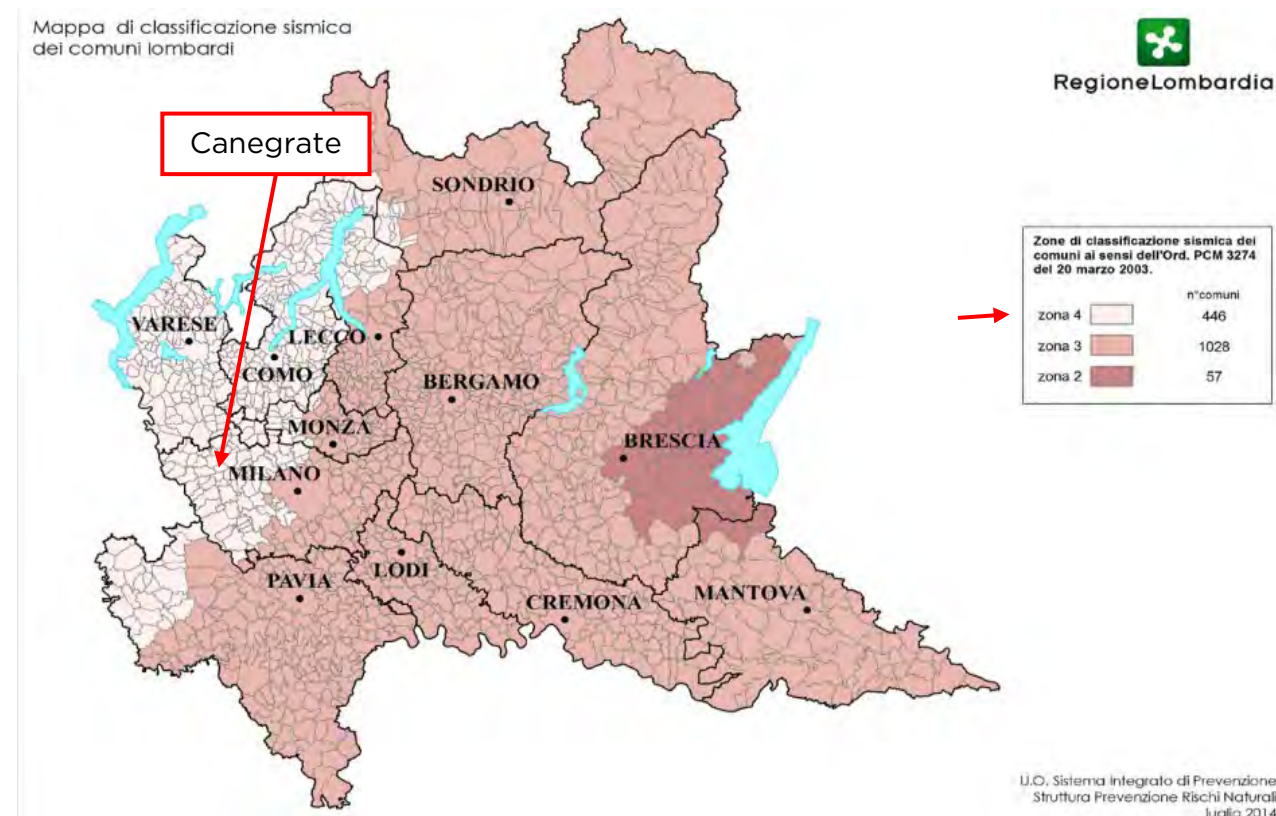 Mappa di classificazione sismica
dei comuni lombardi
RegioneLombardia
Canegrate
SONDRIO
VARESE
LECCO
COMO
BERGAMO
MONZA
BRESCIA
MILANO
PAVIA
LODI
CREMONA
MANTOVA
Zone di classificazione sismica dei
comuni ai sensi dell'Ord. PCM 3274
del 20 marzo 2003.
n°comuni
zona 4 446
zona 3 1028
zona 2 57
U.O. Sistema Integrato di Prevenzione
Struttura Prevenzione Rischi Naturali
luglio 2014